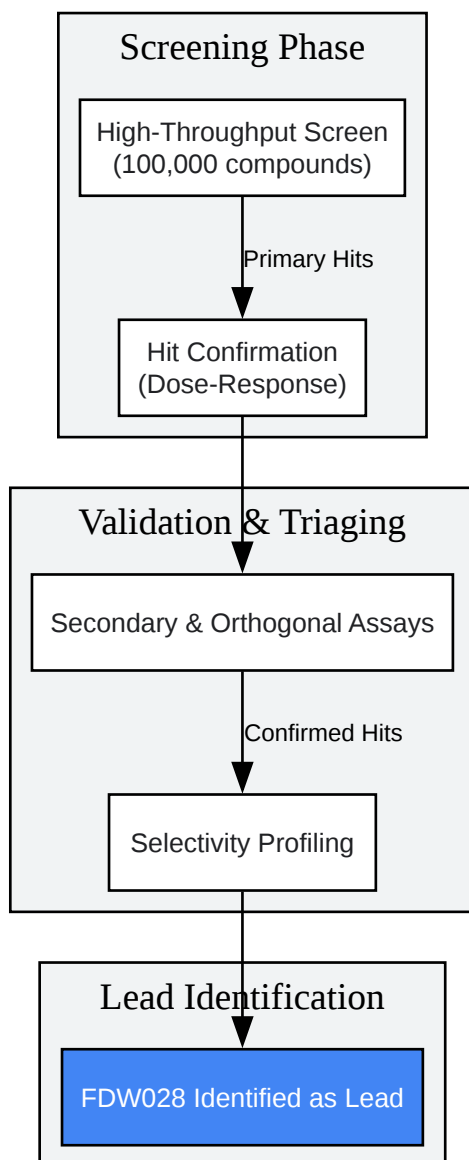 Screening Phase
High-Throughput Screen
(100,000 compounds)
Primary Hits
Hit Confirmation
(Dose-Response)
Validation & Triaging
Secondary & Orthogonal Assays
Confirmed Hits
Selectivity Profiling
Lead Identification
FDW028 Identified as Lead